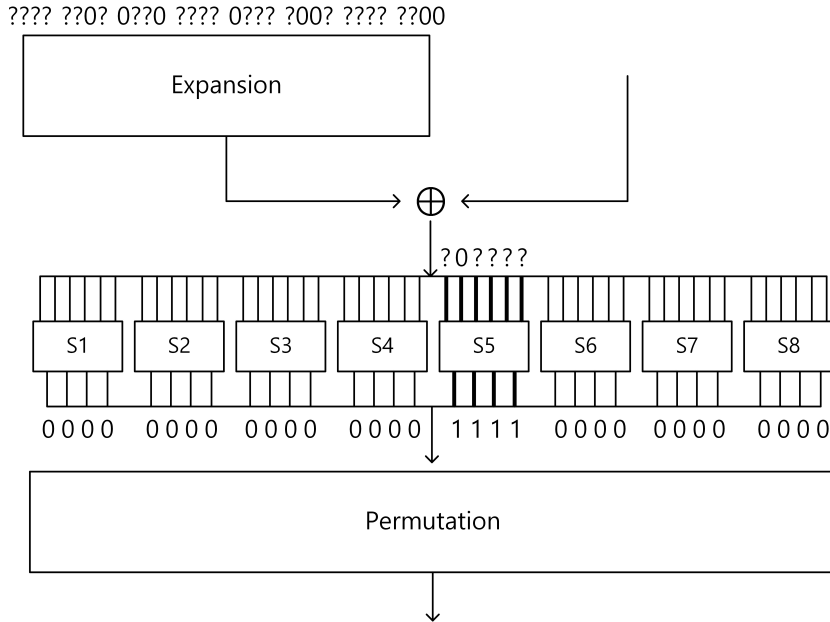 ???? ??0? 0??0 ???? 0??? ?00? ???? ??00
Expansion
?0????
S1 S2 S3 S4 S5 S6 S7 S8
0000 0000 0000 0000 1111 0000 0000 0000
Permutation